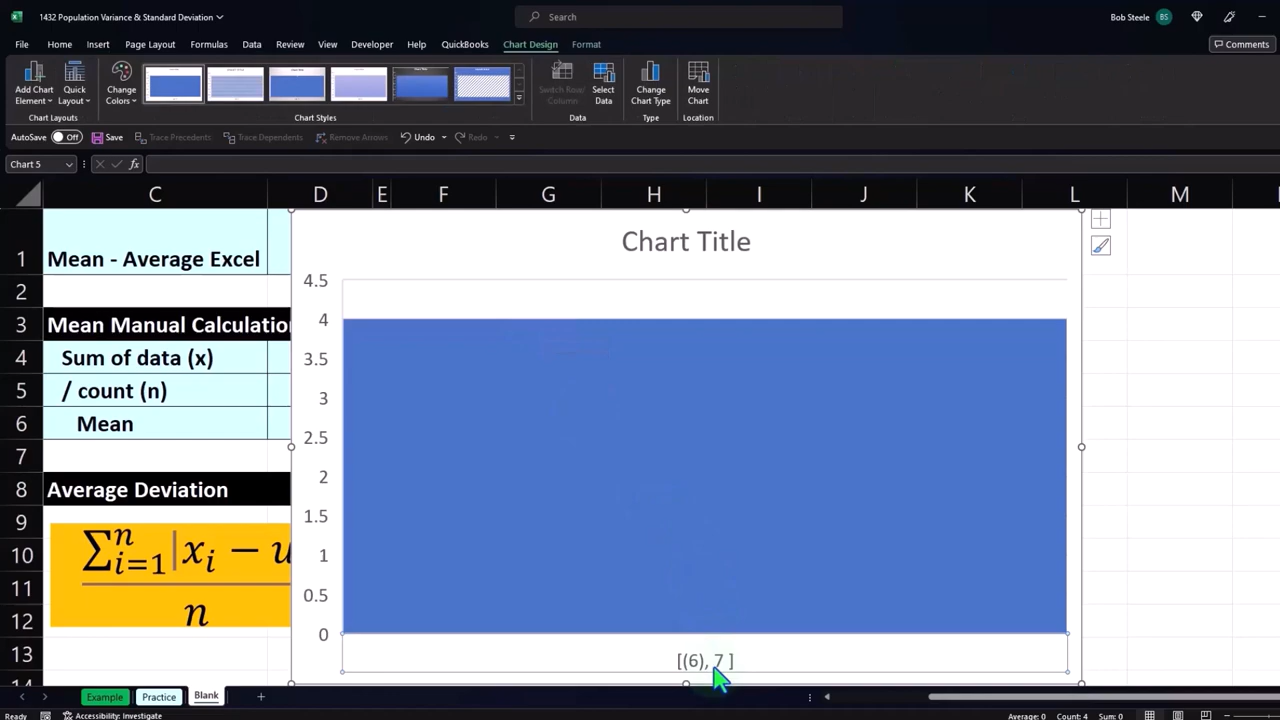 1432 Population Variance & Standard Deviation
Search
Bob Steele BS
File Home Insert Page Layout Formulas Data Review View Developer Help QuickBooks Chart Design Format
Comments
Add Chart Element
Quick Layout
Change Colors
Switch Row/Column
Select Data
Change Chart Type
Move Chart
Chart Layouts Chart Styles Data Type Location
AutoSave Off Save Trace Precedents Trace Dependents Remove Arrows Undo Redo
Chart 5 fx
C D E F G H I J K L M
1 Mean - Average Excel
2
3 Mean Manual Calculation
4 Sum of data (x)
5 / count (n)
6 Mean
7
8 Average Deviation
9
10
11
12
13
14
∑ⁿᵢ₌₁|xᵢ − u
n
Chart Title
4.5
4
3.5
3
2.5
2
1.5
1
0.5
0
[(6), 7 ]
Example Practice Blank
Ready Accessibility: Investigate Average: 0 Count: 4 Sum: 0